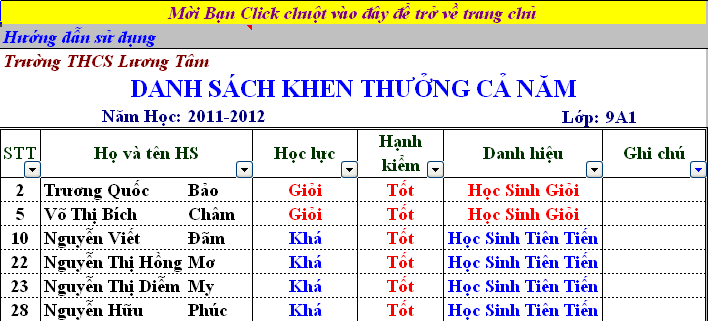 Mời Bạn Click chuột vào đây để trở về trang chủ
Hướng dẫn sử dụng
Trường THCS Lương Tâm
DANH SÁCH KHEN THƯỞNG CẢ NĂM
Năm Học: 2011-2012 Lớp: 9A1
STT Họ và tên HS Học lực Hạnh kiểm Danh hiệu Ghi chú
2 Trương Quốc Bảo Giỏi Tốt Học Sinh Giỏi
5 Võ Thị Bích Châm Giỏi Tốt Học Sinh Giỏi
10 Nguyễn Viết Đãm Khá Tốt Học Sinh Tiên Tiến
22 Nguyễn Thị Hồng Mơ Khá Tốt Học Sinh Tiên Tiến
23 Nguyễn Thị Diễm My Khá Tốt Học Sinh Tiên Tiến
28 Nguyễn Hữu Phúc Khá Tốt Học Sinh Tiên Tiến